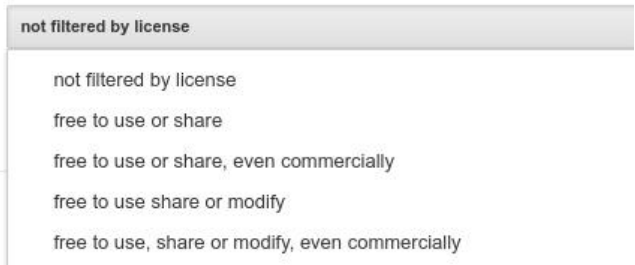 not filtered by license
not filtered by license
free to use or share
free to use or share, even commercially
free to use share or modify
free to use, share or modify, even commercially